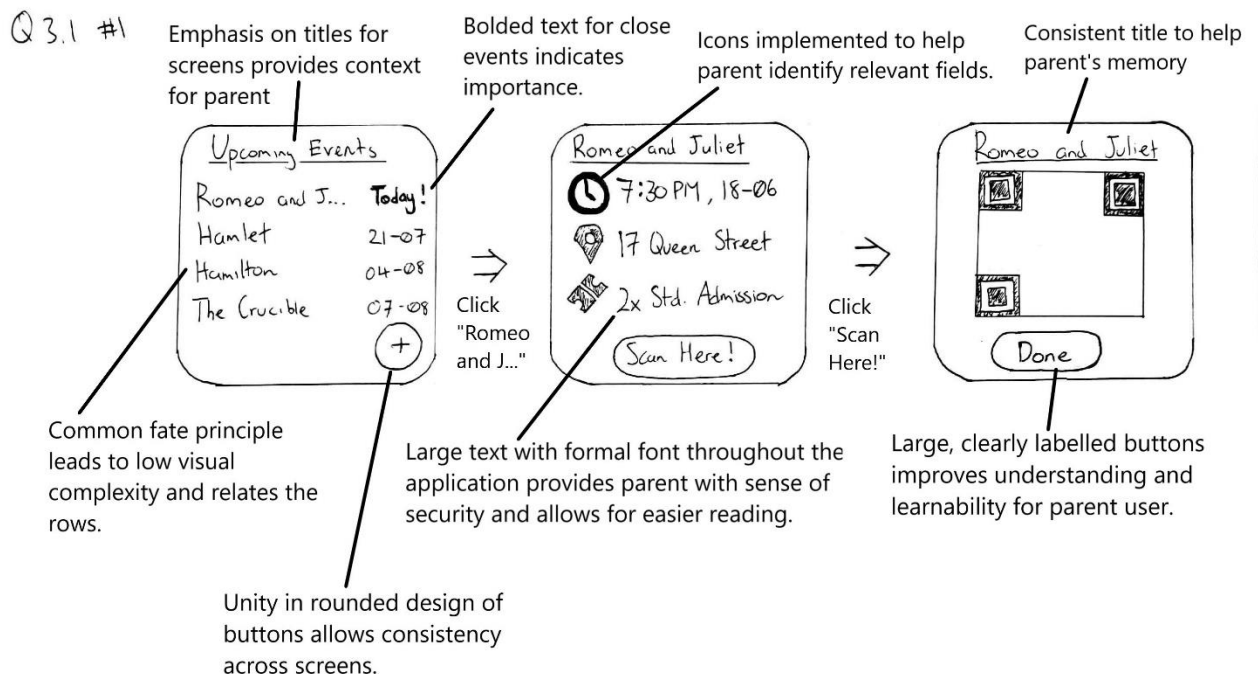 Q 3.1 #1
Emphasis on titles for
screens provides context
for parent
Bolded text for close
events indicates
importance.
Icons implemented to help
parent identify relevant fields.
Consistent title to help
parent's memory
Upcoming Events
Romeo and J... Today!
Hamlet 21-07
Hamilton 04-08
The Crucible 07-08
+
Click
"Romeo
and J..."
Romeo and Juliet
7:30 PM, 18-06
17 Queen Street
2x Std. Admission
Scan Here!
Click
"Scan
Here!"
Romeo and Juliet
Done
Common fate principle
leads to low visual
complexity and relates the
rows.
Large text with formal font throughout the
application provides parent with sense of
security and allows for easier reading.
Large, clearly labelled buttons
improves understanding and
learnability for parent user.
Unity in rounded design of
buttons allows consistency
across screens.